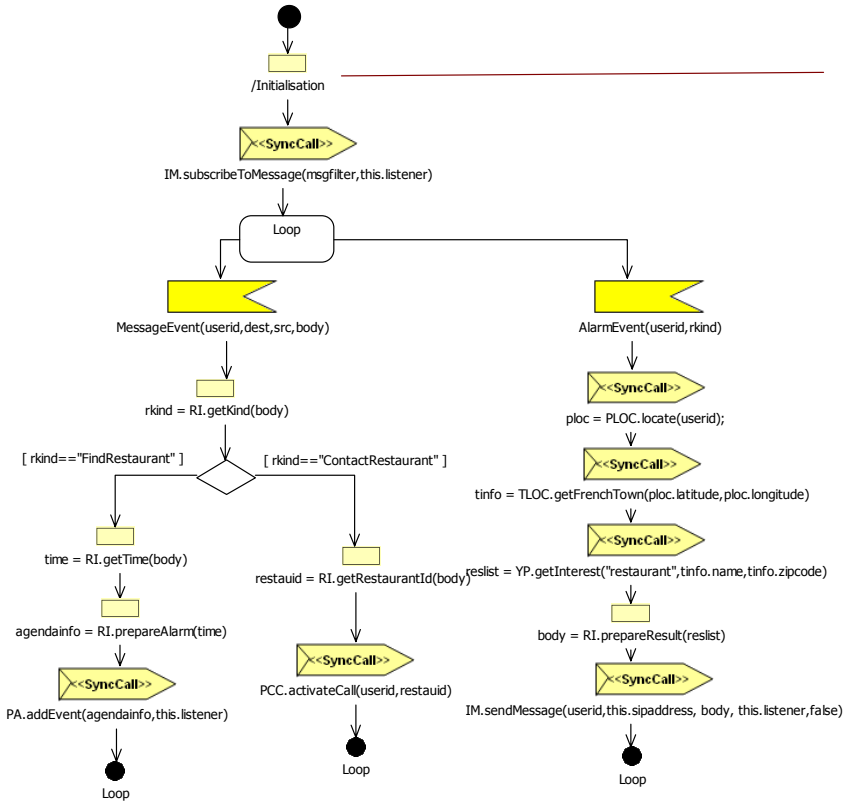 /Initialisation
<<SyncCall>>
IM.subscribeToMessage(msgfilter,this.listener)
Loop
MessageEvent(userid,dest,src,body)
rkind = RI.getKind(body)
[ rkind=="FindRestaurant" ]
[ rkind=="ContactRestaurant" ]
time = RI.getTime(body)
agendainfo = RI.prepareAlarm(time)
<<SyncCall>>
PA.addEvent(agendainfo,this.listener)
Loop
restauid = RI.getRestaurantId(body)
<<SyncCall>>
PCC.activateCall(userid,restauid)
Loop
AlarmEvent(userid,rkind)
<<SyncCall>>
ploc = PLOC.locate(userid);
<<SyncCall>>
tinfo = TLOC.getFrenchTown(ploc.latitude,ploc.longitude)
<<SyncCall>>
reslist = YP.getInterest("restaurant",tinfo.name,tinfo.zipcode)
body = RI.prepareResult(reslist)
<<SyncCall>>
IM.sendMessage(userid,this.sipaddress, body, this.listener,false)
Loop